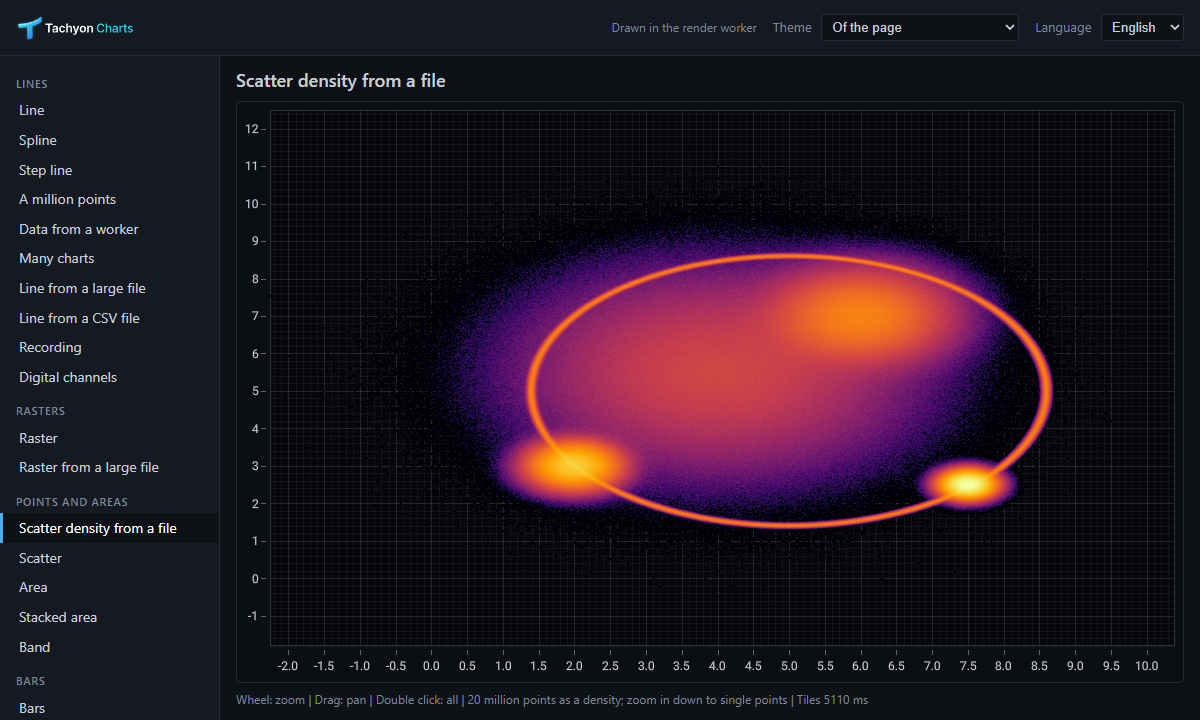 Tachyon Charts
Drawn in the render worker
Theme
Of the page
Language
English
LINES
Line
Spline
Step line
A million points
Data from a worker
Many charts
Line from a large file
Line from a CSV file
Recording
Digital channels
RASTERS
Raster
Raster from a large file
POINTS AND AREAS
Scatter density from a file
Scatter
Area
Stacked area
Band
BARS
Bars
Scatter density from a file
12
11
10
9
8
7
6
5
4
3
2
1
0
-1
-2.0 -1.5 -1.0 -0.5 0.0 0.5 1.0 1.5 2.0 2.5 3.0 3.5 4.0 4.5 5.0 5.5 6.0 6.5 7.0 7.5 8.0 8.5 9.0 9.5 10.0
Wheel: zoom | Drag: pan | Double click: all | 20 million points as a density; zoom in down to single points | Tiles 5110 ms